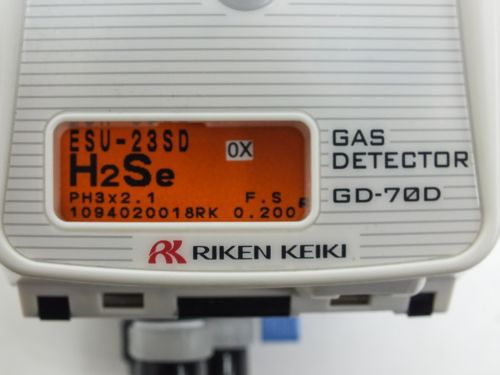 ESU-23SD
H2Se
0X
PH3x2.1 F.S
1094020018RK 0.200
GAS
DETECTOR
GD-70D
RIKEN KEIKI